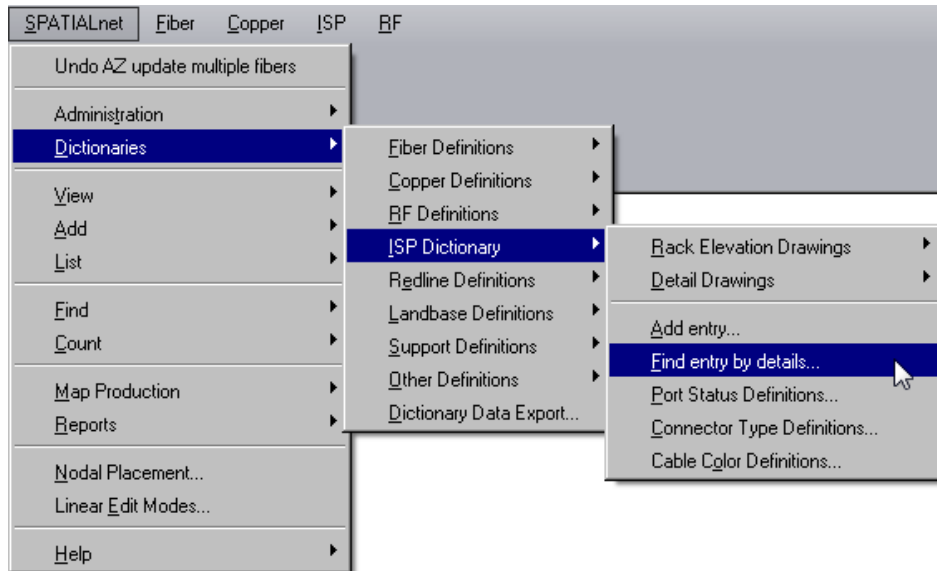 SPATIALnet Fiber Copper ISP RF
Undo AZ update multiple fibers
Administration
Dictionaries
View
Add
List
Find
Count
Map Production
Reports
Nodal Placement...
Linear Edit Modes...
Help
Fiber Definitions
Copper Definitions
RF Definitions
ISP Dictionary
Redline Definitions
Landbase Definitions
Support Definitions
Other Definitions
Dictionary Data Export...
Rack Elevation Drawings
Detail Drawings
Add entry...
Find entry by details...
Port Status Definitions...
Connector Type Definitions...
Cable Color Definitions...